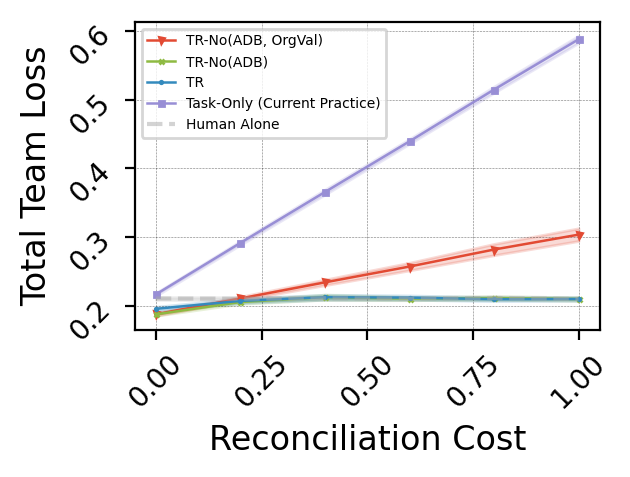 TR-No(ADB, OrgVal)
TR-No(ADB)
TR
Task-Only (Current Practice)
Human Alone
Total Team Loss
0.6
0.5
0.4
0.3
0.2
0.00
0.25
0.50
0.75
1.00
Reconciliation Cost